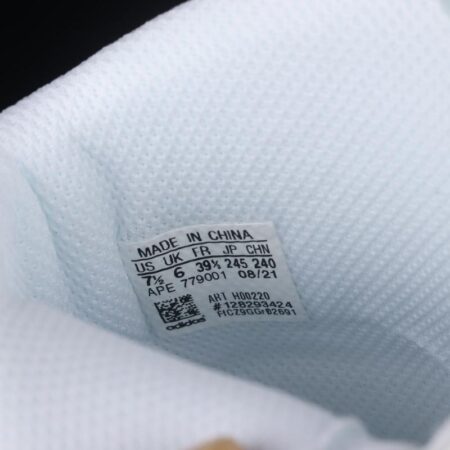 MADE IN CHINA
US UK FR JP CHN
7½ 6 39⅓ 245 240
APE 779001 08/21
ART H00220
#128293424
adidas